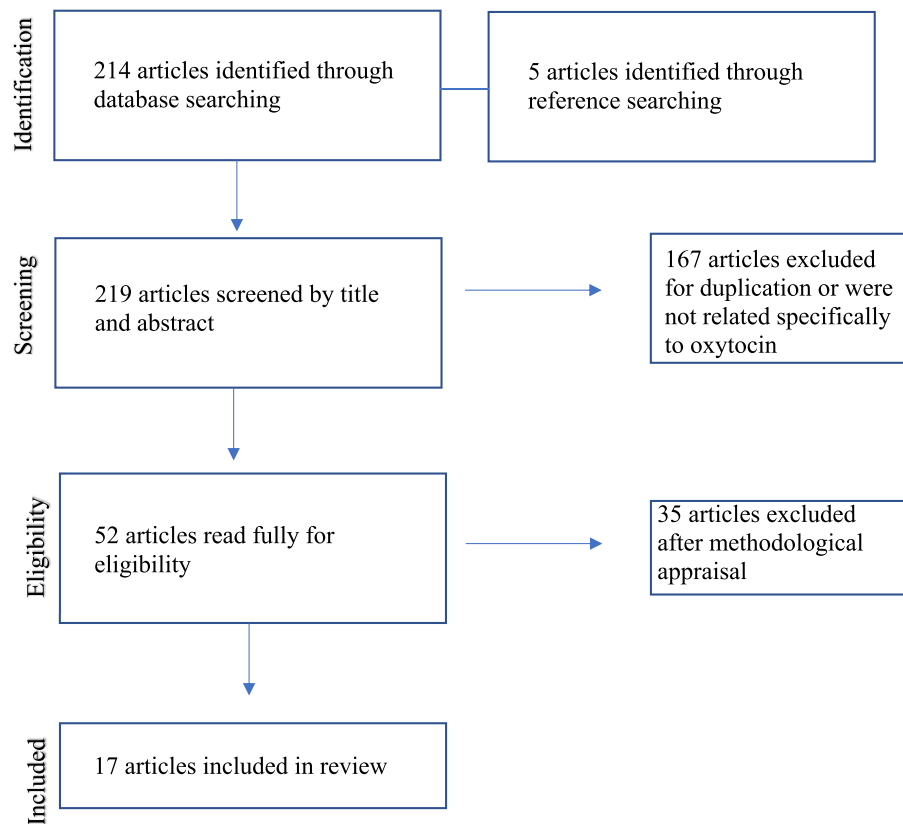 Identification
214 articles identified through
database searching
5 articles identified through
reference searching
Screening
219 articles screened by title
and abstract
167 articles excluded
for duplication or were
not related specifically
to oxytocin
Eligibility
52 articles read fully for
eligibility
35 articles excluded
after methodological
appraisal
Included
17 articles included in review